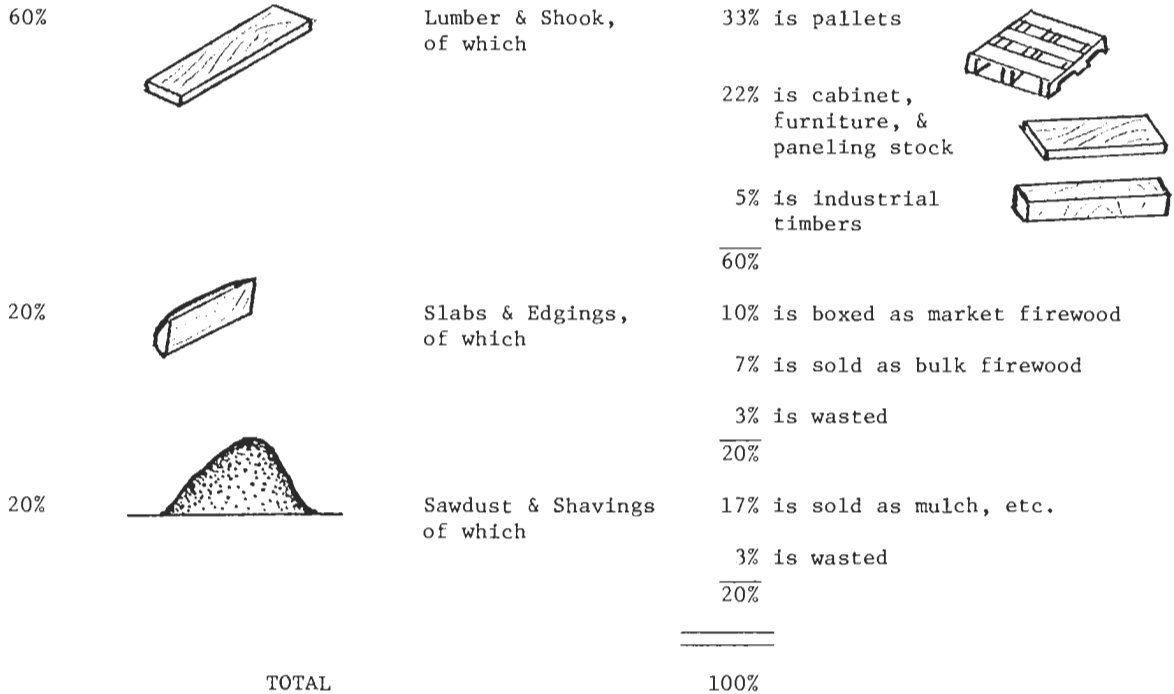 60% Lumber & Shook, 33% is pallets
of which
22% is cabinet,
furniture, &
paneling stock
5% is industrial
timbers
60%
20% Slabs & Edgings, 10% is boxed as market firewood
of which
7% is sold as bulk firewood
3% is wasted
20%
20% Sawdust & Shavings 17% is sold as mulch, etc.
of which
3% is wasted
20%
TOTAL 100%